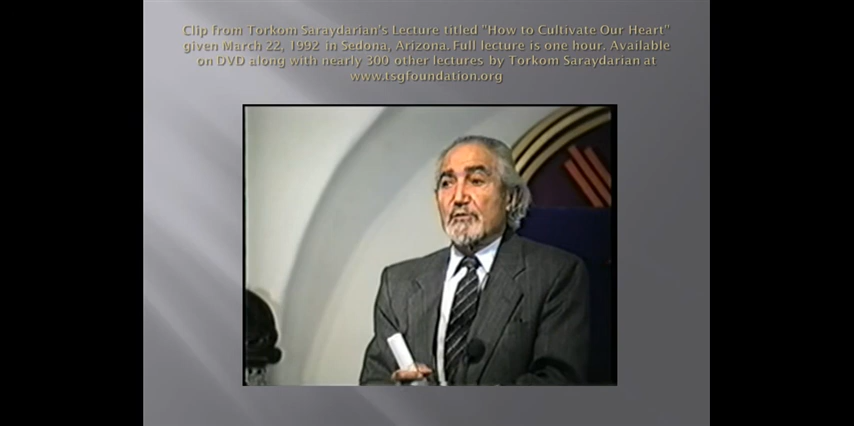 Clip from Torkom Saraydarian's Lecture titled "How to Cultivate Our Heart"
given March 22, 1992 in Sedona, Arizona. Full lecture is one hour. Available
on DVD along with nearly 300 other lectures by Torkom Saraydarian at
www.tsgfoundation.org